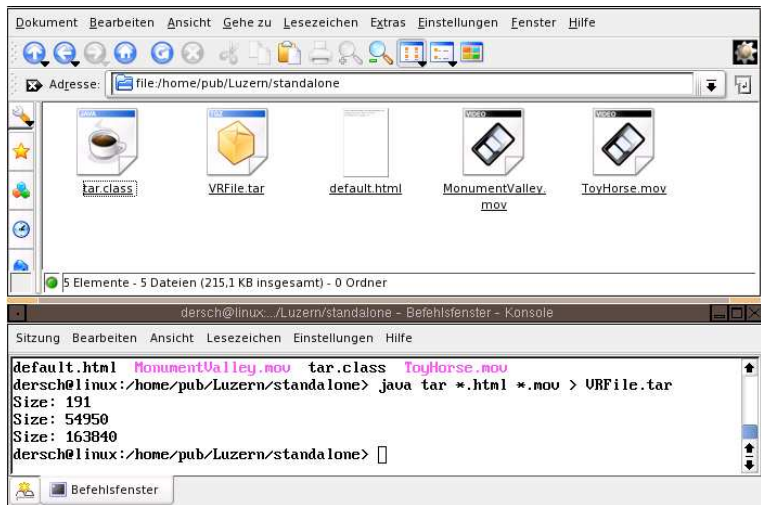 Dokument Bearbeiten Ansicht Gehe zu Lesezeichen Extras Einstellungen Fenster Hilfe
Adresse: file:/home/pub/Luzern/standalone
JAVA TGZ VIDEO VIDEO
tar.class VRFile.tar default.html MonumentValley. ToyHorse.mov
mov
5 Elemente - 5 Dateien (215,1 KB insgesamt) - 0 Ordner
dersch@linux:.../Luzern/standalone - Befehlsfenster - Konsole
Sitzung Bearbeiten Ansicht Lesezeichen Einstellungen Hilfe
default.html MonumentValley.mov tar.class ToyHorse.mov
dersch@linux:/home/pub/Luzern/standalone> java tar *.html *.mov > VRFile.tar
Size: 191
Size: 54950
Size: 163840
dersch@linux:/home/pub/Luzern/standalone>
Befehlsfenster